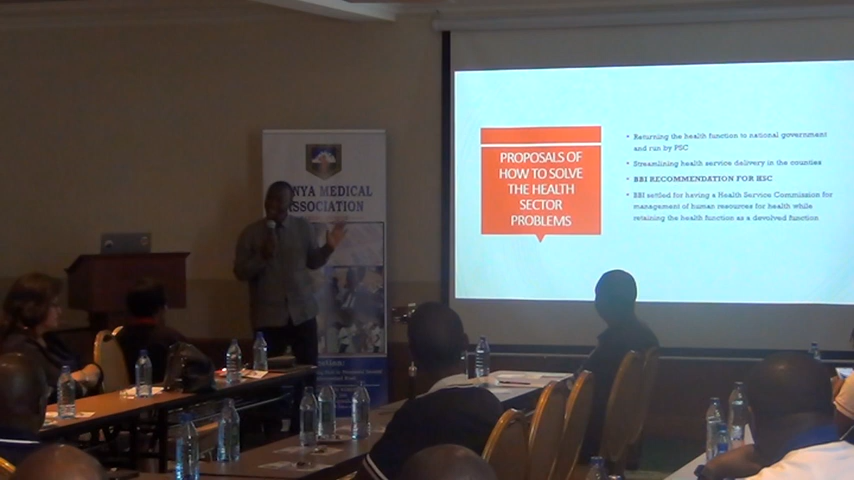 NYA MEDICAL
ASSOCIATION
PROPOSALS OF
HOW TO SOLVE
THE HEALTH
SECTOR
PROBLEMS
• Returning the health function to national government
and run by PSC
• Streamlining health service delivery in the counties
• BBI RECOMMENDATION FOR HSC
• BBI settled for having a Health Service Commission for
management of human resources for health while
retaining the health function as a devolved function